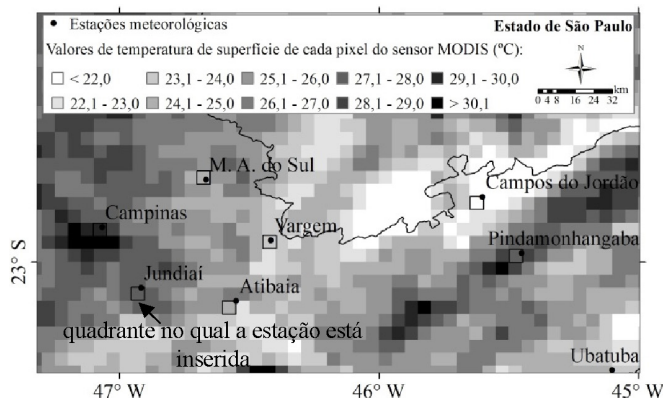 Estações meteorológicas
Estado de São Paulo
Valores de temperatura de superfície de cada pixel do sensor MODIS (ºC):
N
< 22,0 23,1 - 24,0 25,1 - 26,0 27,1 - 28,0 29,1 - 30,0
22,1 - 23,0 24,1 - 25,0 26,1 - 27,0 28,1 - 29,0 > 30,1
km
0 4 8 16 24 32
M. A. do Sul
Campos do Jordão
Campinas
Vargem
Pindamonhangaba
23° S
Jundiaí
Atibaia
quadrante no qual a estação está
inserida
Ubatuba
47° W 46° W 45° W